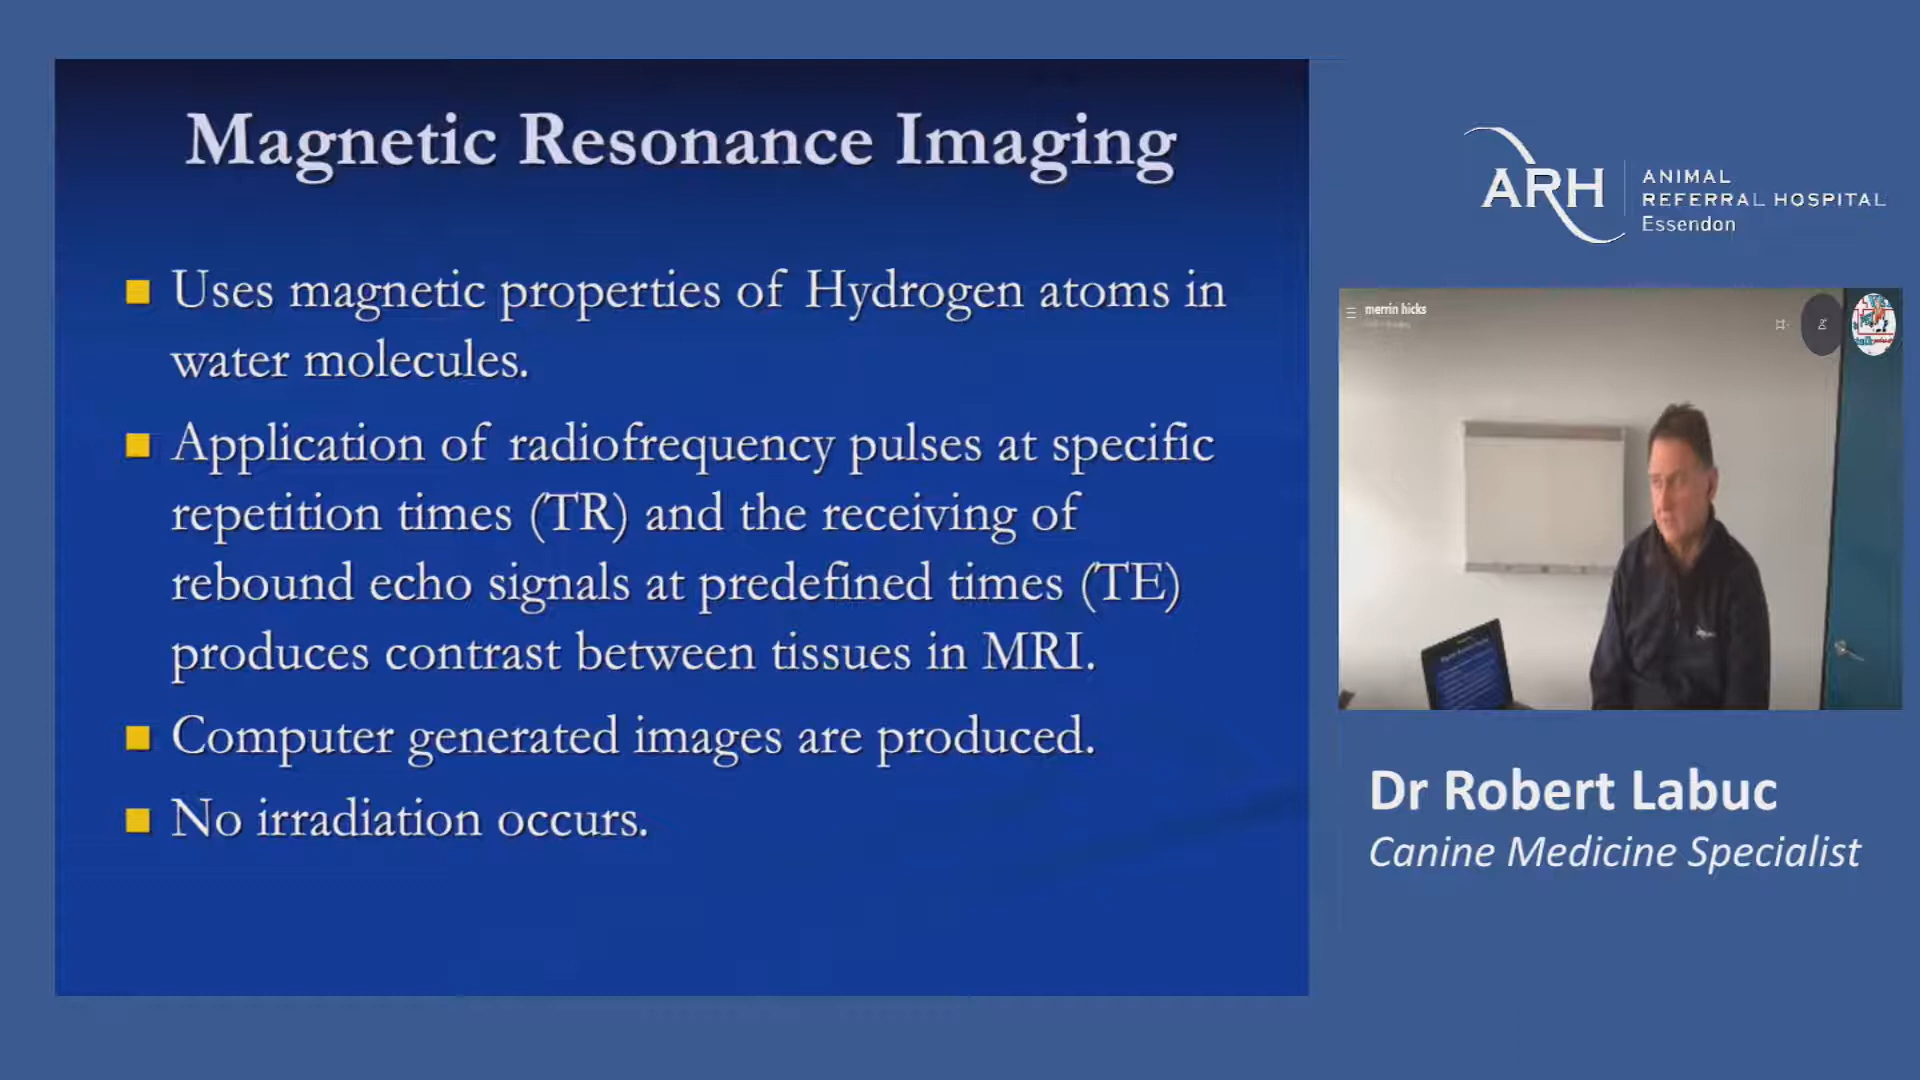 Magnetic Resonance Imaging
Uses magnetic properties of Hydrogen atoms in
water molecules.
Application of radiofrequency pulses at specific
repetition times (TR) and the receiving of
rebound echo signals at predefined times (TE)
produces contrast between tissues in MRI.
Computer generated images are produced.
No irradiation occurs.
ARH
ANIMAL
REFERRAL HOSPITAL
Essendon
merrin hicks
Dr Robert Labuc
Canine Medicine Specialist